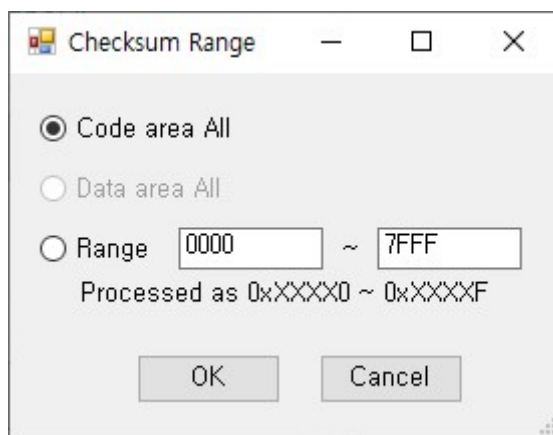 Checksum Range
Code area All
Data area All
Range 0000 ~ 7FFF
Processed as 0xXXXX0 ~ 0xXXXXF
OK Cancel